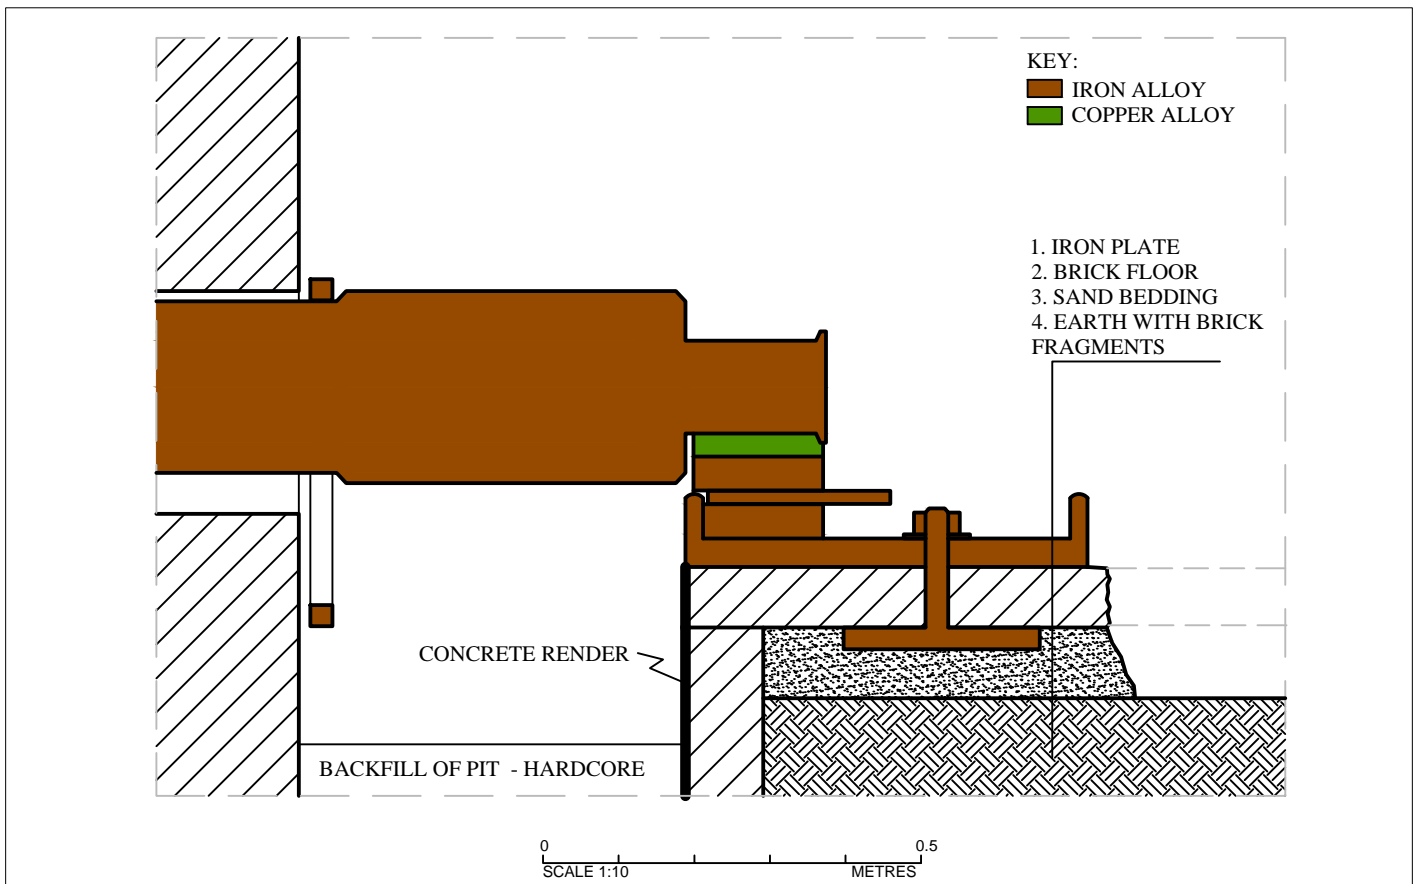 KEY:
IRON ALLOY
COPPER ALLOY
1. IRON PLATE
2. BRICK FLOOR
3. SAND BEDDING
4. EARTH WITH BRICK
FRAGMENTS
CONCRETE RENDER
BACKFILL OF PIT - HARDCORE
0 0.5
SCALE 1:10 METRES